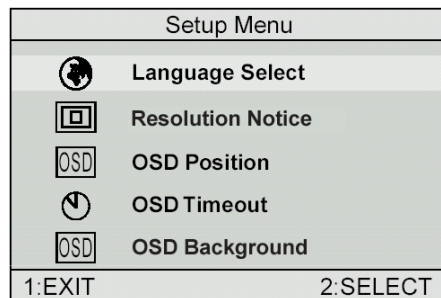 Setup Menu
Language Select
Resolution Notice
OSD OSD Position
OSD Timeout
OSD OSD Background
1:EXIT 2:SELECT